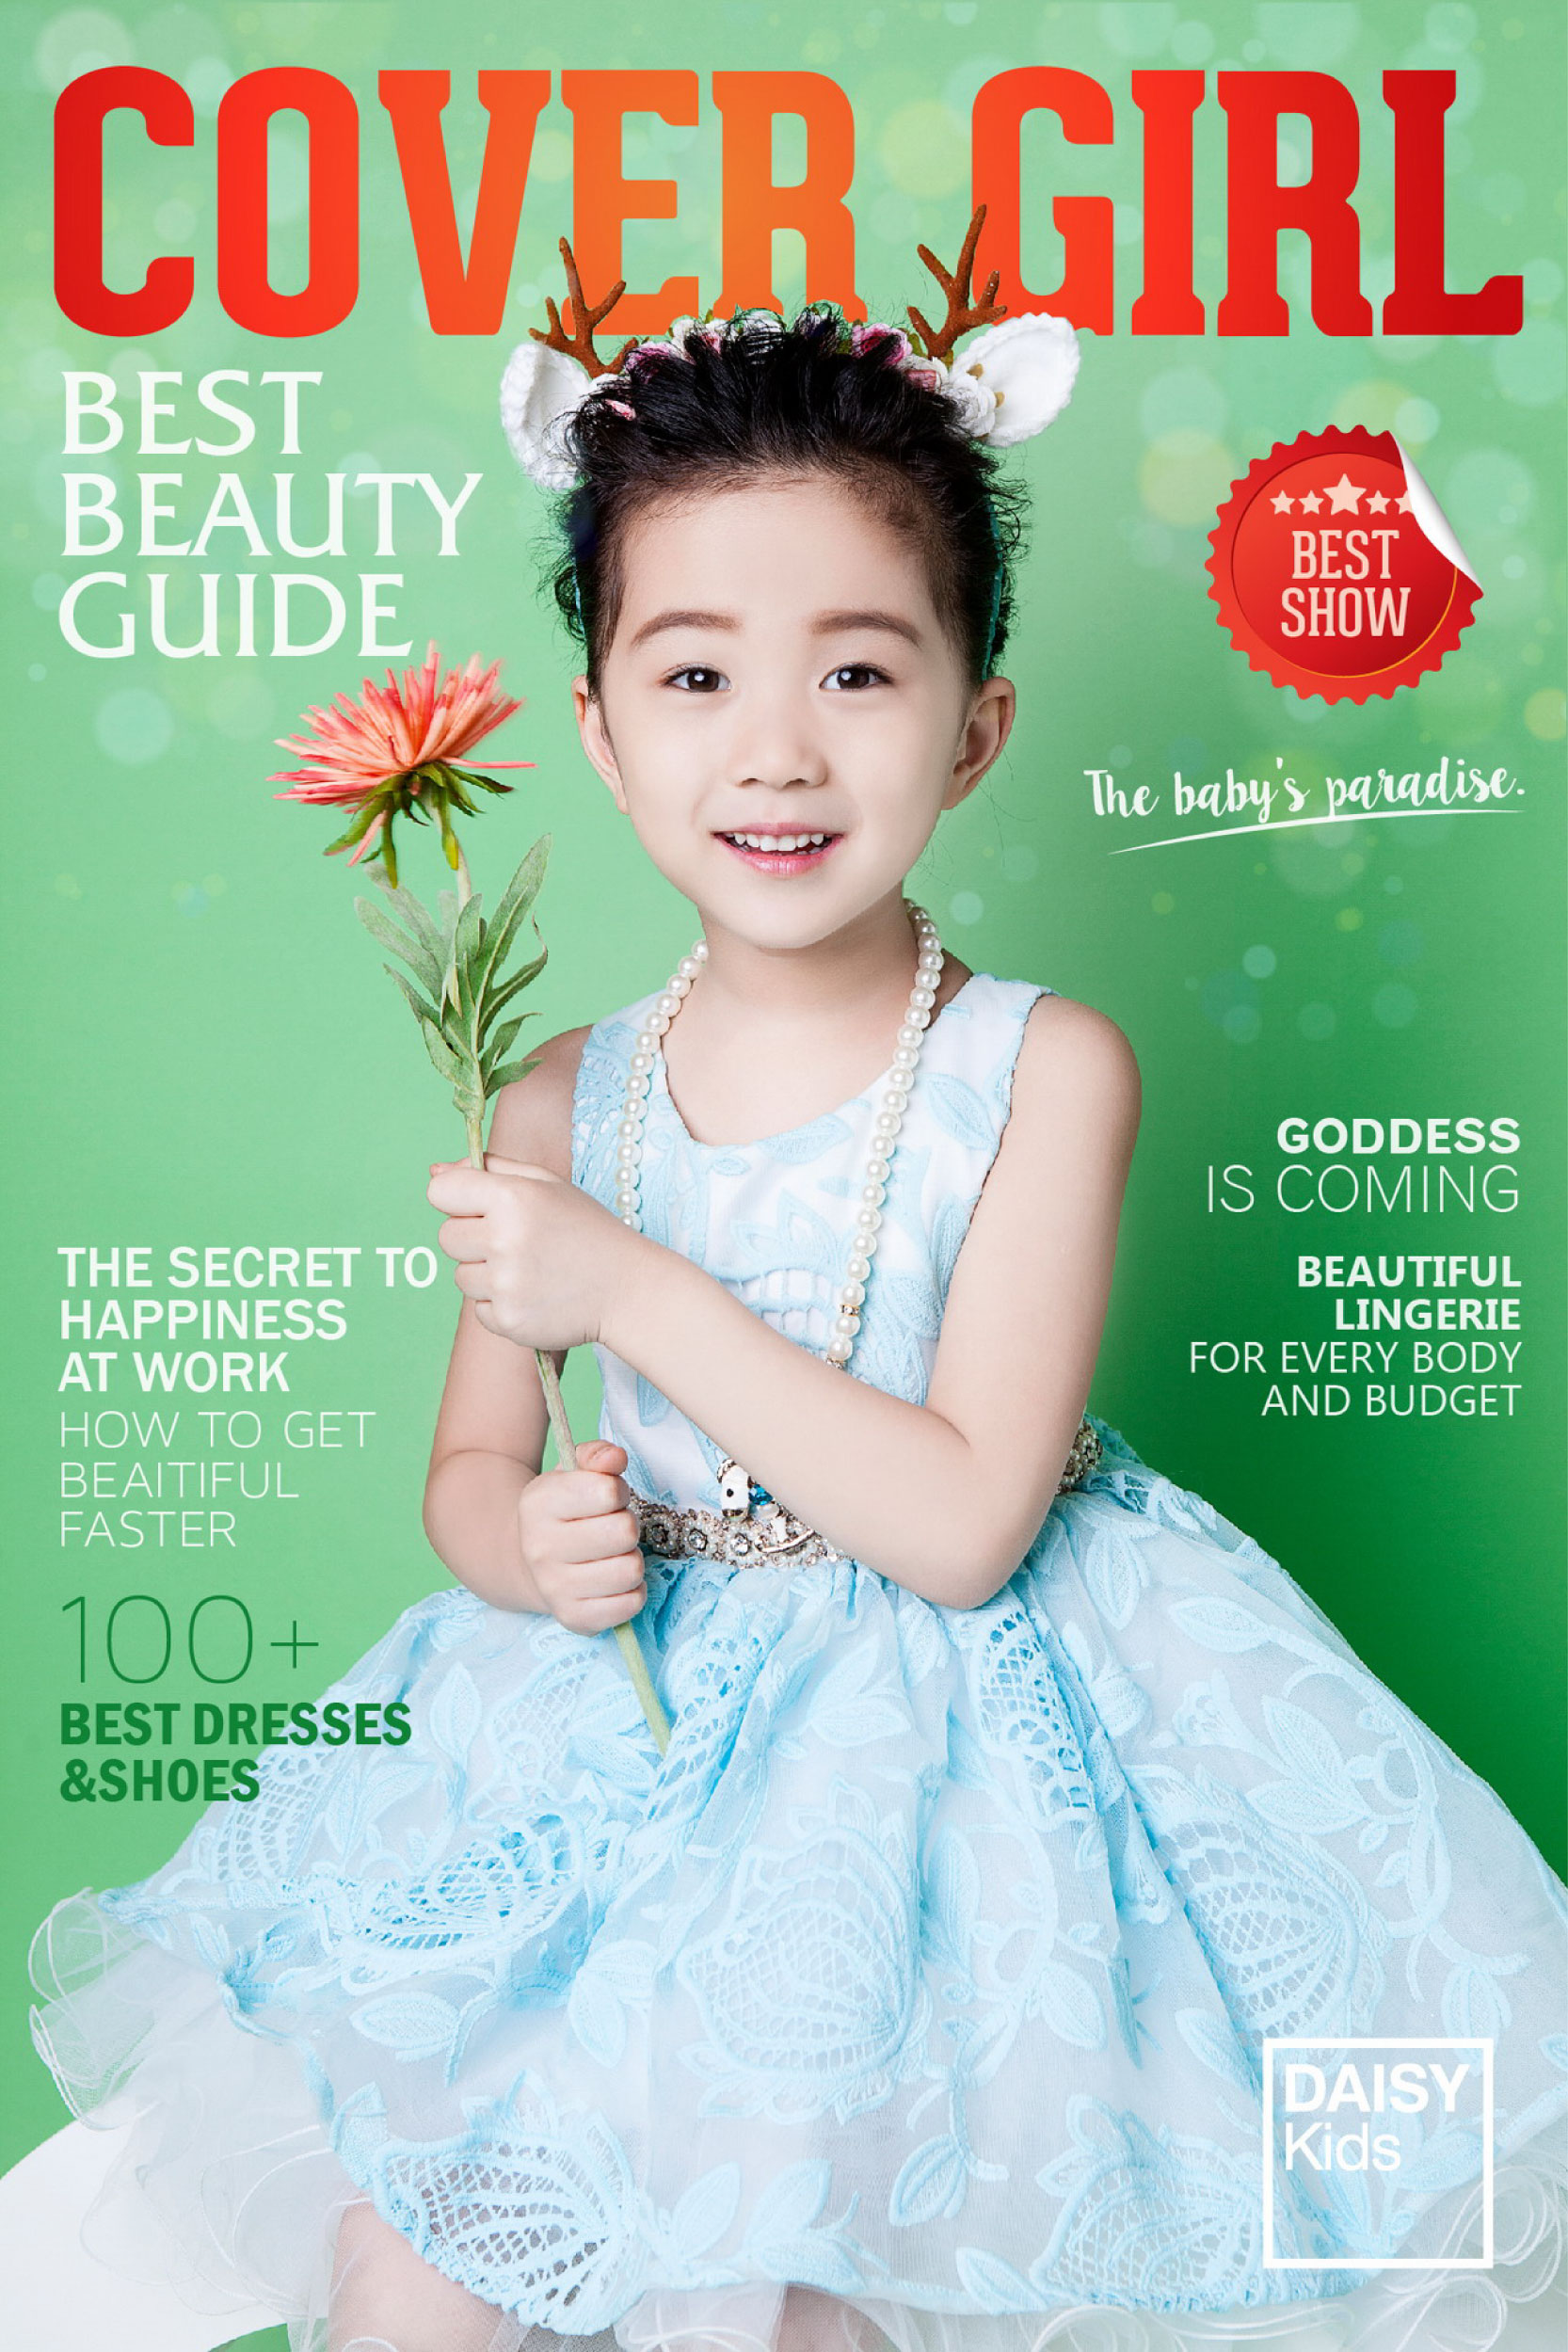 COVER GIRL
BEST
BEAUTY
GUIDE
BEST
SHOW
The baby's paradise.
GODDESS
IS COMING
BEAUTIFUL
LINGERIE
FOR EVERY BODY
AND BUDGET
THE SECRET TO
HAPPINESS
AT WORK
HOW TO GET
BEAITIFUL
FASTER
100+
BEST DRESSES
&SHOES
DAISY
Kids